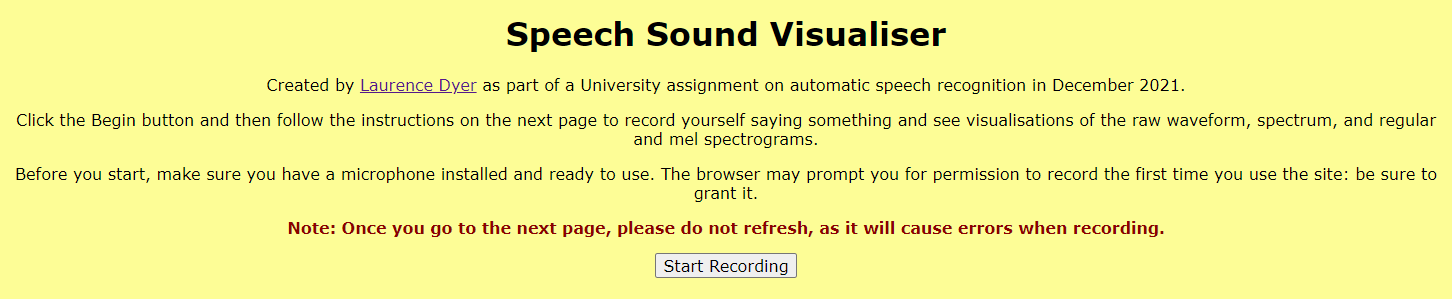 Speech Sound Visualiser
Created by Laurence Dyer as part of a University assignment on automatic speech recognition in December 2021.
Click the Begin button and then follow the instructions on the next page to record yourself saying something and see visualisations of the raw waveform, spectrum, and regular
and mel spectrograms.
Before you start, make sure you have a microphone installed and ready to use. The browser may prompt you for permission to record the first time you use the site: be sure to
grant it.
Note: Once you go to the next page, please do not refresh, as it will cause errors when recording.
Start Recording